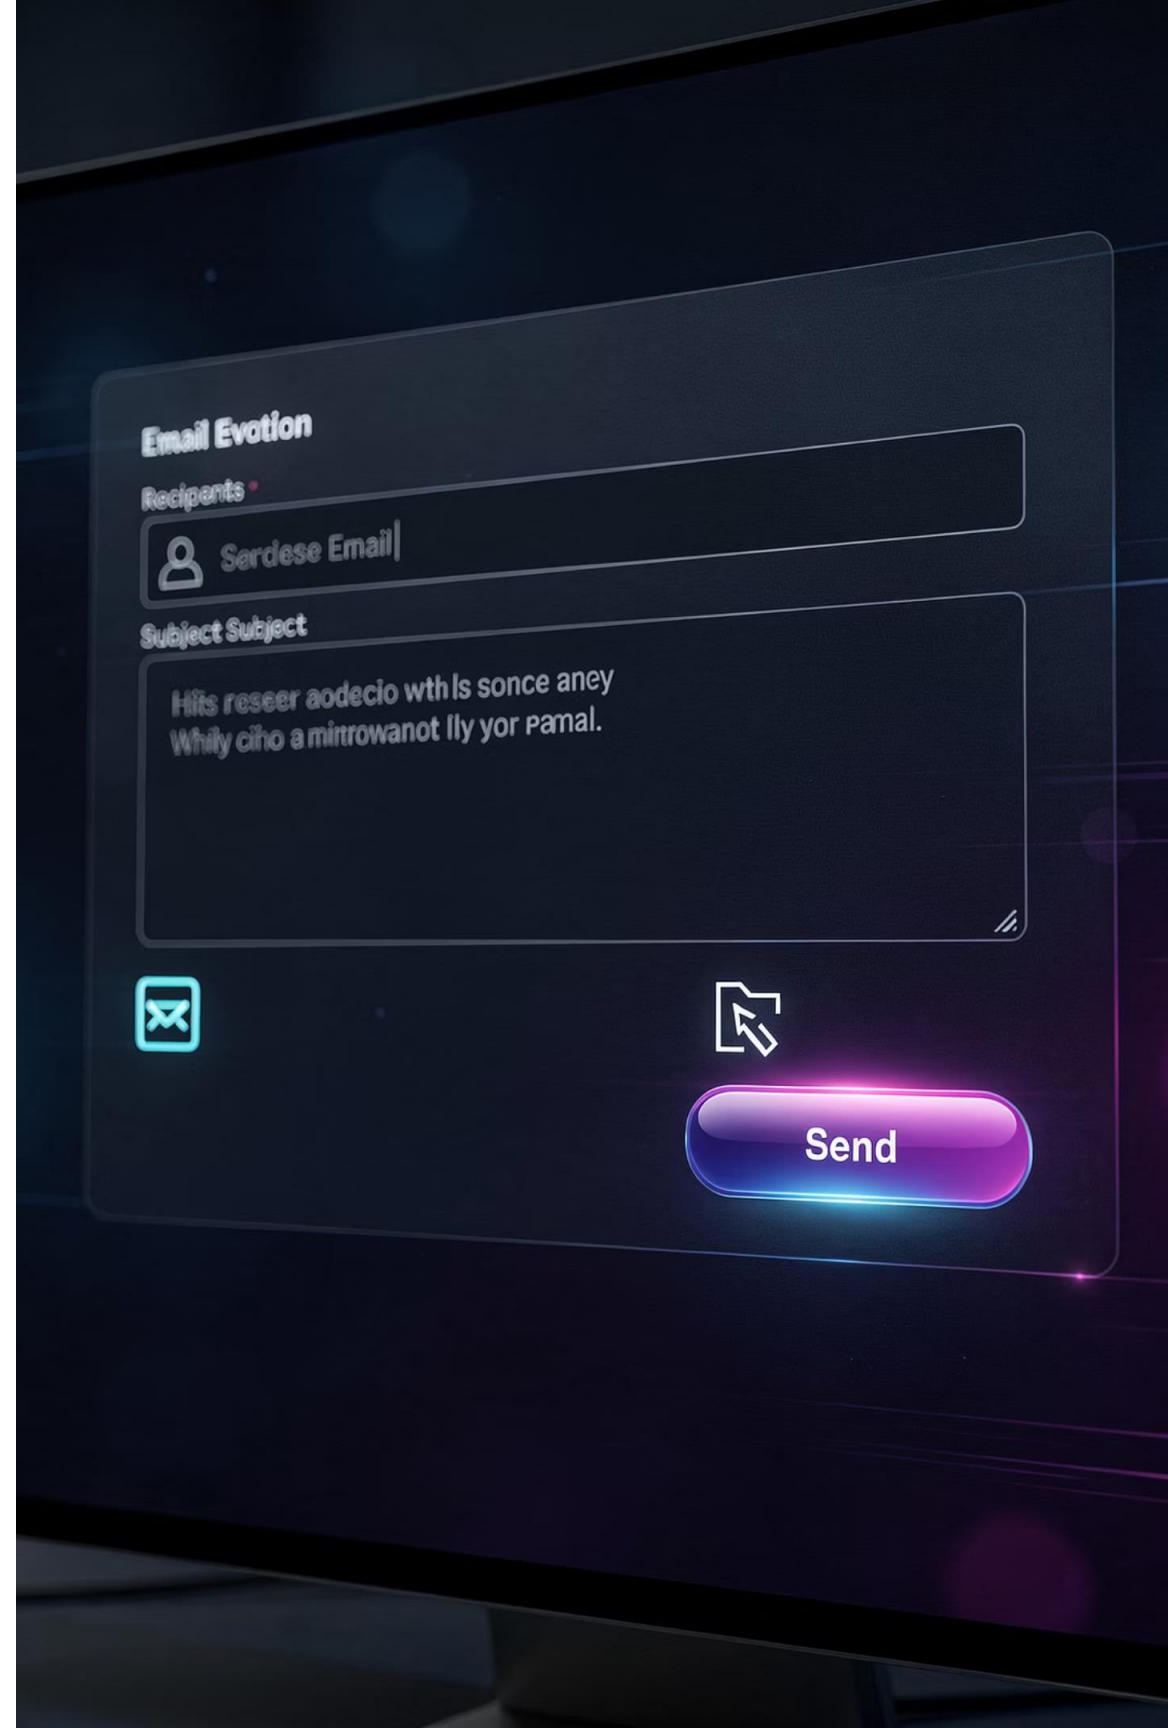 Email Evotion
Recipents
Serdese Email
Subject Subject
Hits reseer aodecio wth ls sonce aney
Whily ciho a mirrowanot lly yor Pamal.
Send